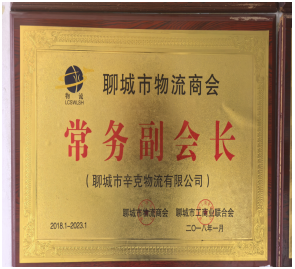 物流
LCSWLSH
聊城市物流商会
常务副会长
（聊城市辛克物流有限公司）
聊城市物流商会 聊城市工商业联合会
2018.1-2023.1 二〇一八年一月